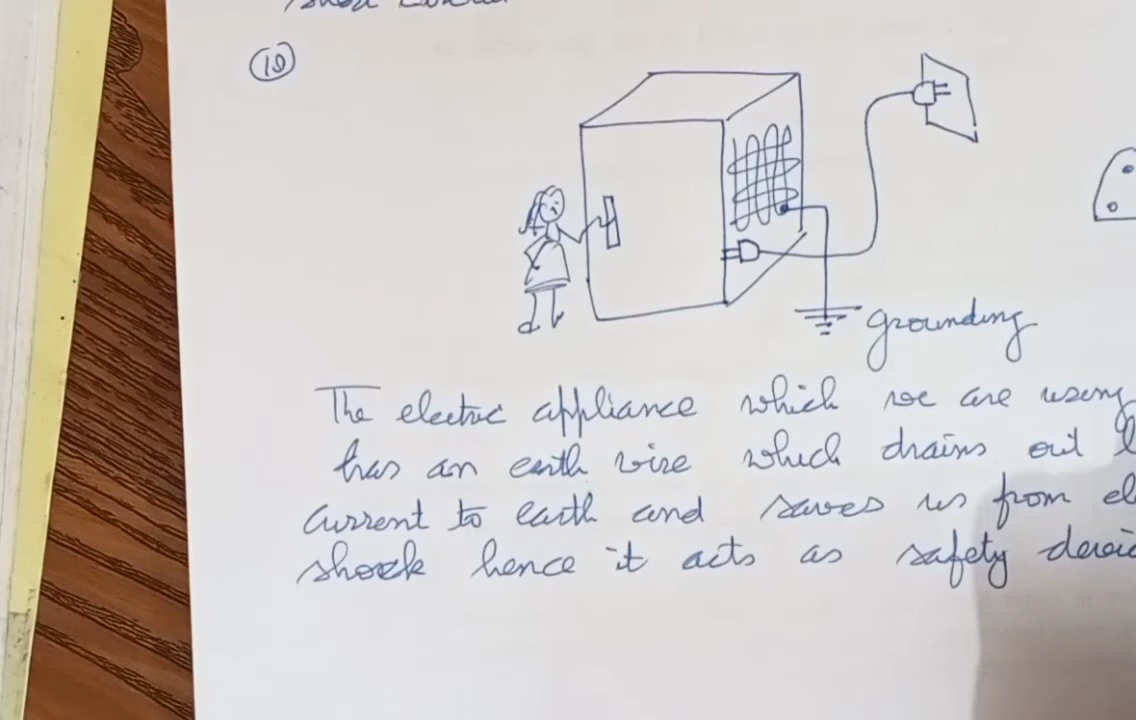 10
grounding
The electric appliance which we are using
has an earth wire which drains out
current to earth and saves us from
shock hence it acts as safety